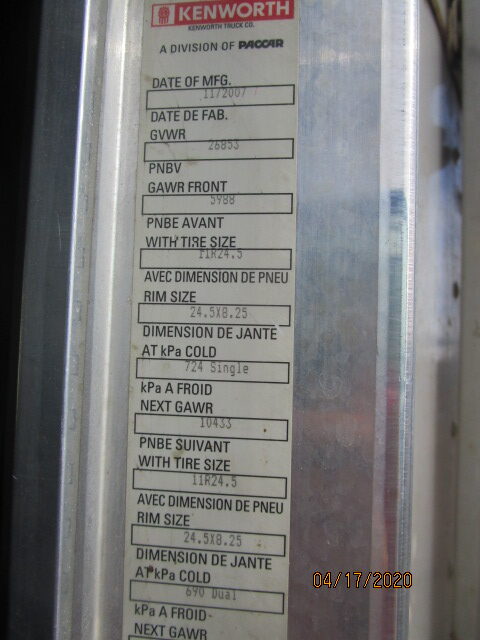 KENWORTH
KENWORTH TRUCK CO.
A DIVISION OF PACCAR
DATE OF MFG.
11/2007
DATE DE FAB.
GVWR
26853
PNBV
GAWR FRONT
5988
PNBE AVANT
WITH TIRE SIZE
11R24.5
AVEC DIMENSION DE PNEU
RIM SIZE
24.5X8.25
DIMENSION DE JANTE
AT kPa COLD
724 Single
kPa A FROID
NEXT GAWR
10433
PNBE SUIVANT
WITH TIRE SIZE
11R24.5
AVEC DIMENSION DE PNEU
RIM SIZE
24.5X8.25
DIMENSION DE JANTE
AT kPa COLD
690 Dual
kPa A FROID
NEXT GAWR
04/17/2020